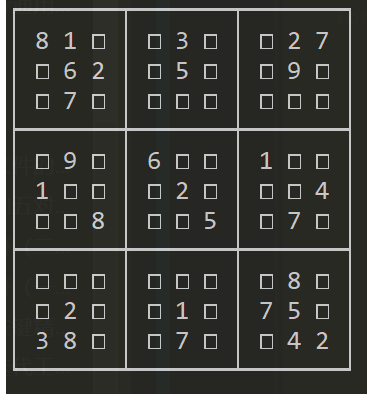 8 1 □ □ 3 □ □ 2 7
□ 6 2 □ 5 □ □ 9 □
□ 7 □ □ □ □ □ □ □
□ 9 □ 6 □ □ 1 □ □
1 □ □ □ 2 □ □ □ 4
□ □ 8 □ □ 5 □ 7 □
□ □ □ □ □ □ □ 8 □
□ 2 □ □ 1 □ 7 5 □
3 8 □ □ 7 □ □ 4 2